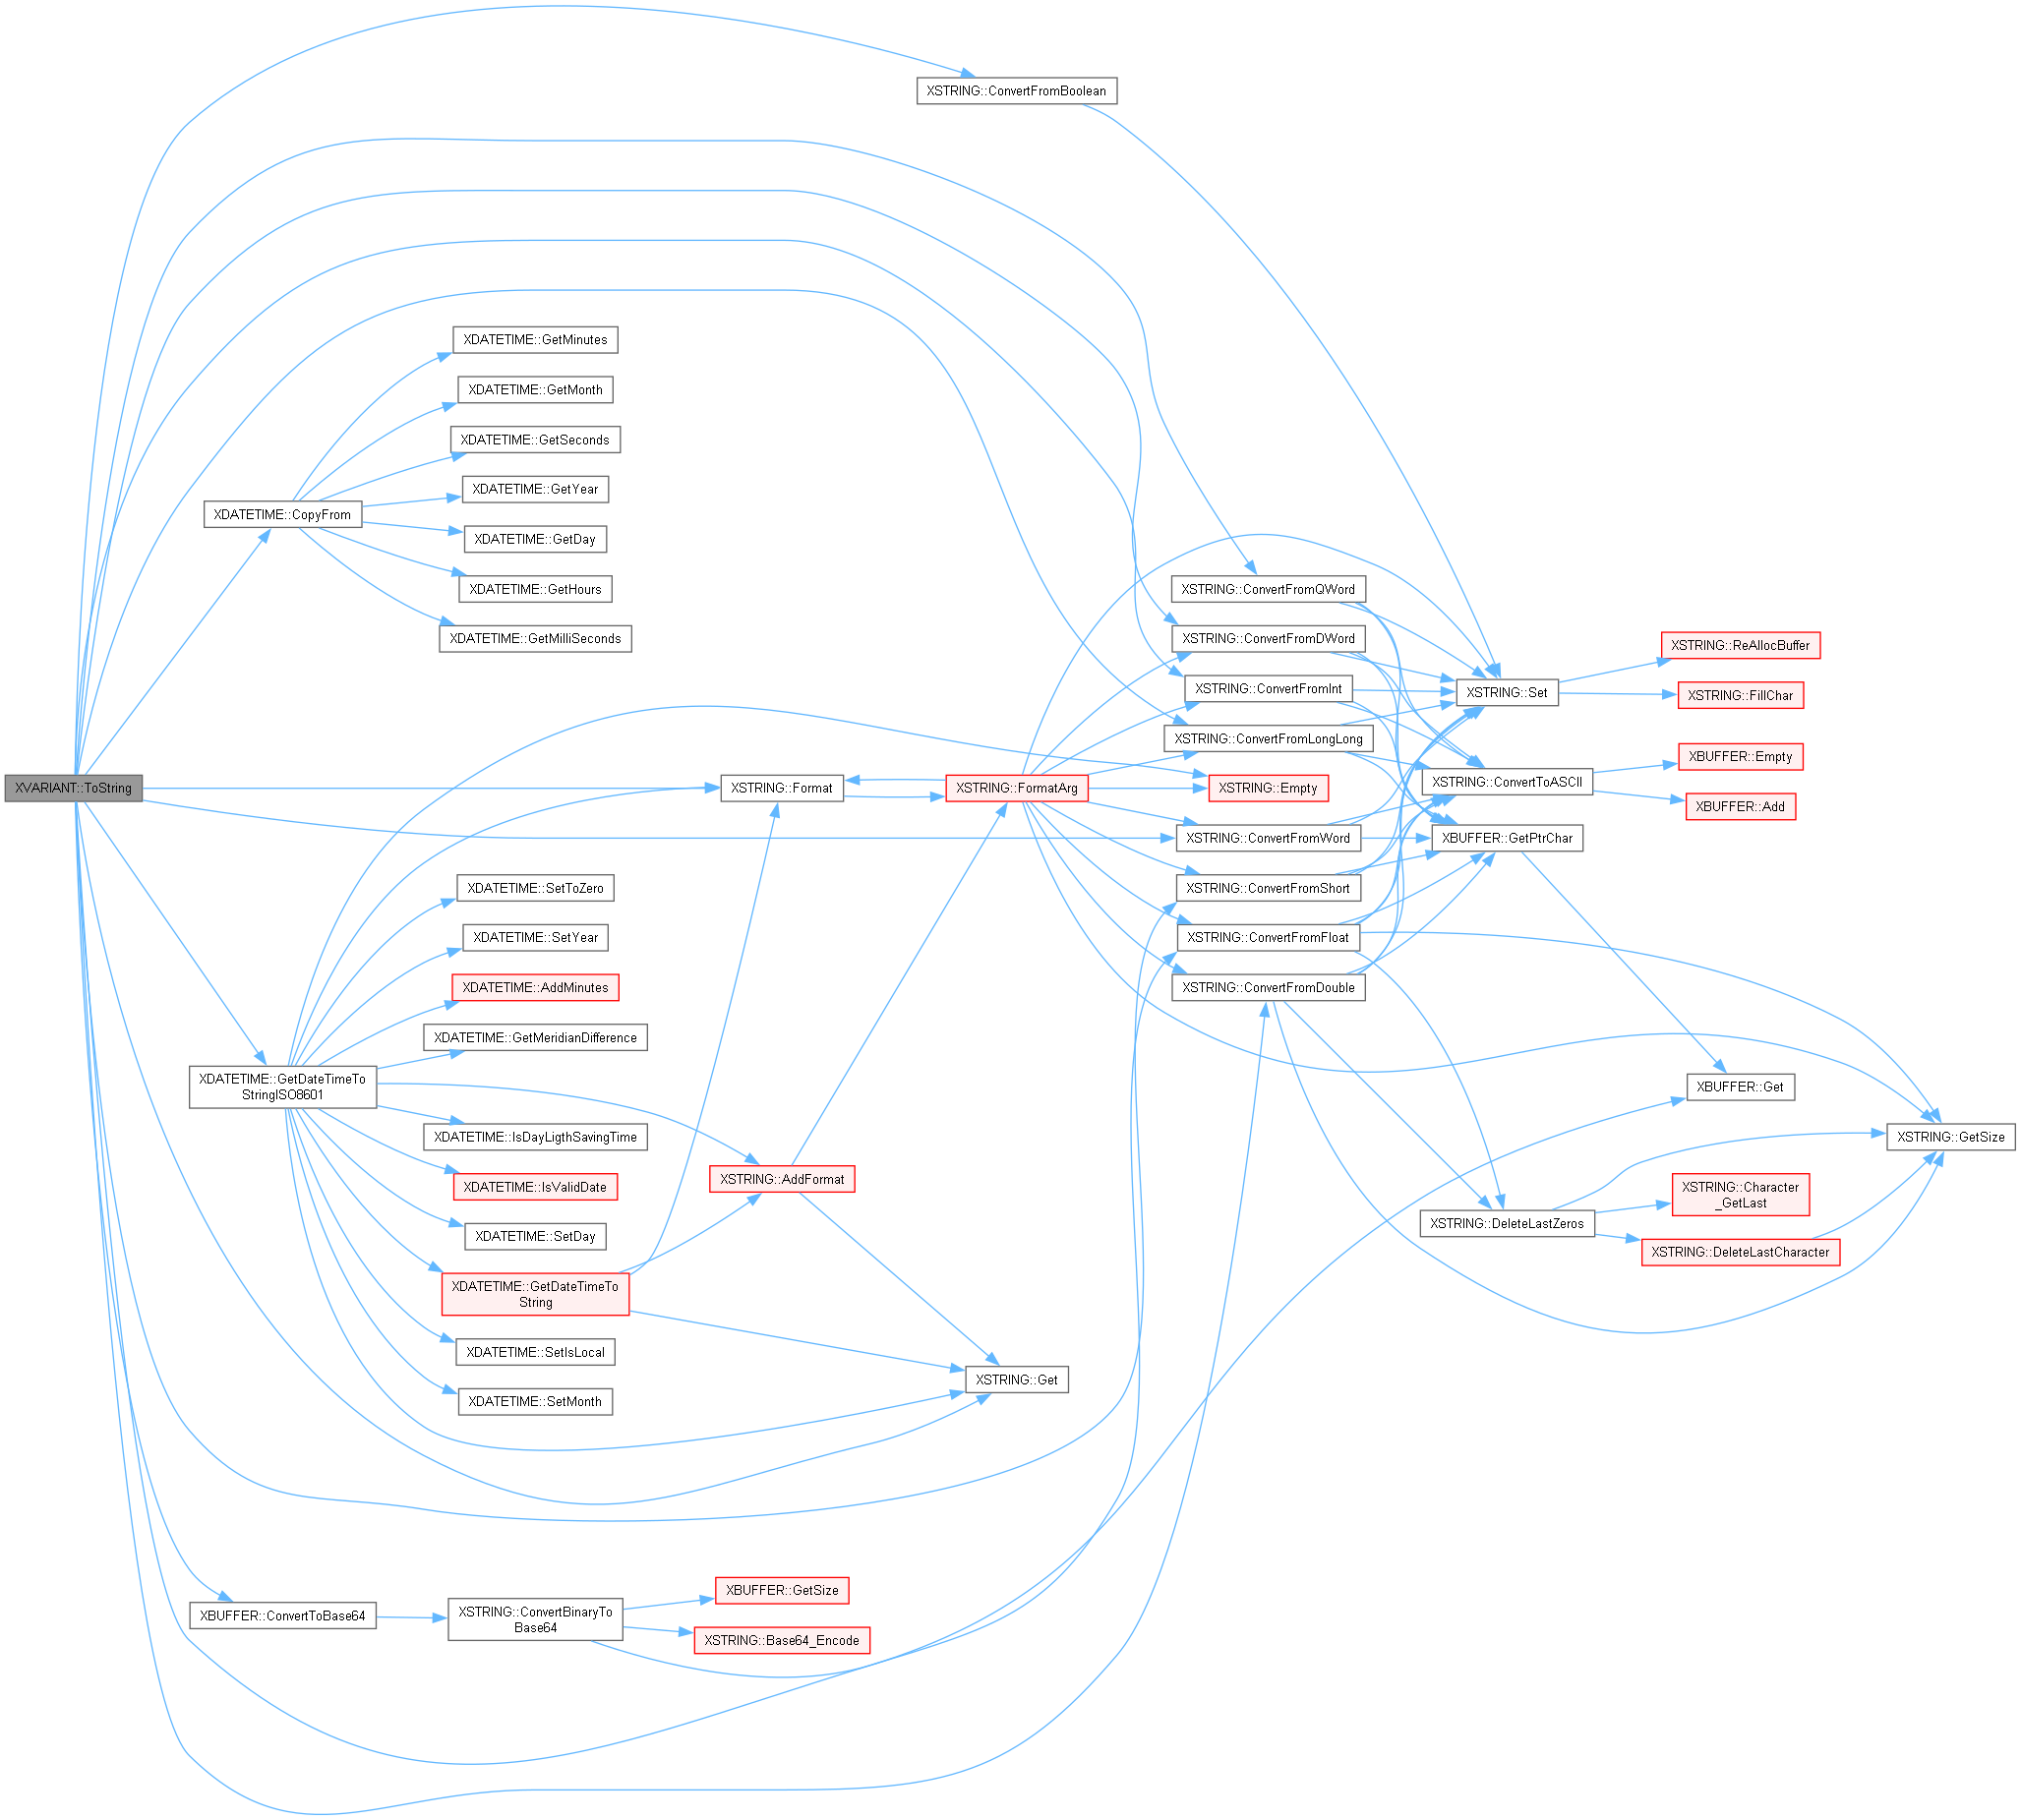 XVARIANT::ToString
XSTRING::ConvertFromBoolean
XDATETIME::CopyFrom
XDATETIME::GetMinutes
XDATETIME::GetMonth
XDATETIME::GetSeconds
XDATETIME::GetYear
XDATETIME::GetDay
XDATETIME::GetHours
XDATETIME::GetMilliSeconds
XDATETIME::GetDateTimeTo
StringISO8601
XDATETIME::SetToZero
XDATETIME::SetYear
XDATETIME::AddMinutes
XDATETIME::GetMeridianDifference
XDATETIME::IsDayLigthSavingTime
XDATETIME::IsValidDate
XDATETIME::SetDay
XDATETIME::GetDateTimeTo
String
XDATETIME::SetIsLocal
XDATETIME::SetMonth
XBUFFER::ConvertToBase64
XSTRING::ConvertBinaryTo
Base64
XBUFFER::GetSize
XSTRING::Base64_Encode
XSTRING::Format
XSTRING::AddFormat
XSTRING::FormatArg
XSTRING::Get
XSTRING::Empty
XSTRING::ConvertFromQWord
XSTRING::ConvertFromDWord
XSTRING::ConvertFromInt
XSTRING::ConvertFromLongLong
XSTRING::ConvertFromWord
XSTRING::ConvertFromShort
XSTRING::ConvertFromFloat
XSTRING::ConvertFromDouble
XSTRING::Set
XSTRING::ConvertToASCII
XBUFFER::GetPtrChar
XSTRING::DeleteLastZeros
XSTRING::ReAllocBuffer
XSTRING::FillChar
XBUFFER::Empty
XBUFFER::Add
XBUFFER::Get
XSTRING::Character
_GetLast
XSTRING::DeleteLastCharacter
XSTRING::GetSize